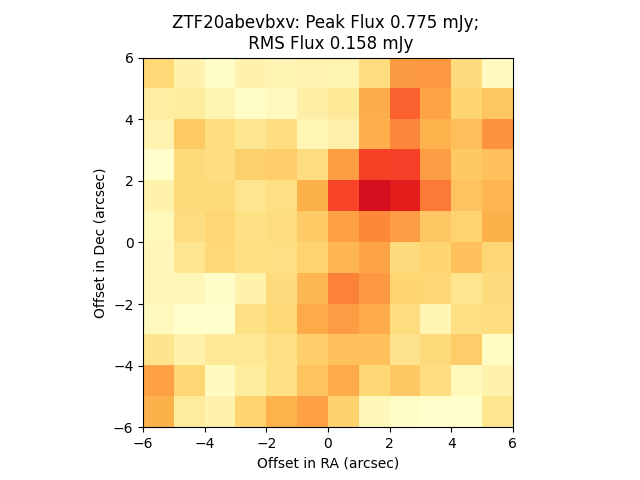 ZTF20abevbxv: Peak Flux 0.775 mJy;
RMS Flux 0.158 mJy
6
4
2
0
−2
−4
−6
Offset in Dec (arcsec)
−6 −4 −2 0 2 4 6
Offset in RA (arcsec)